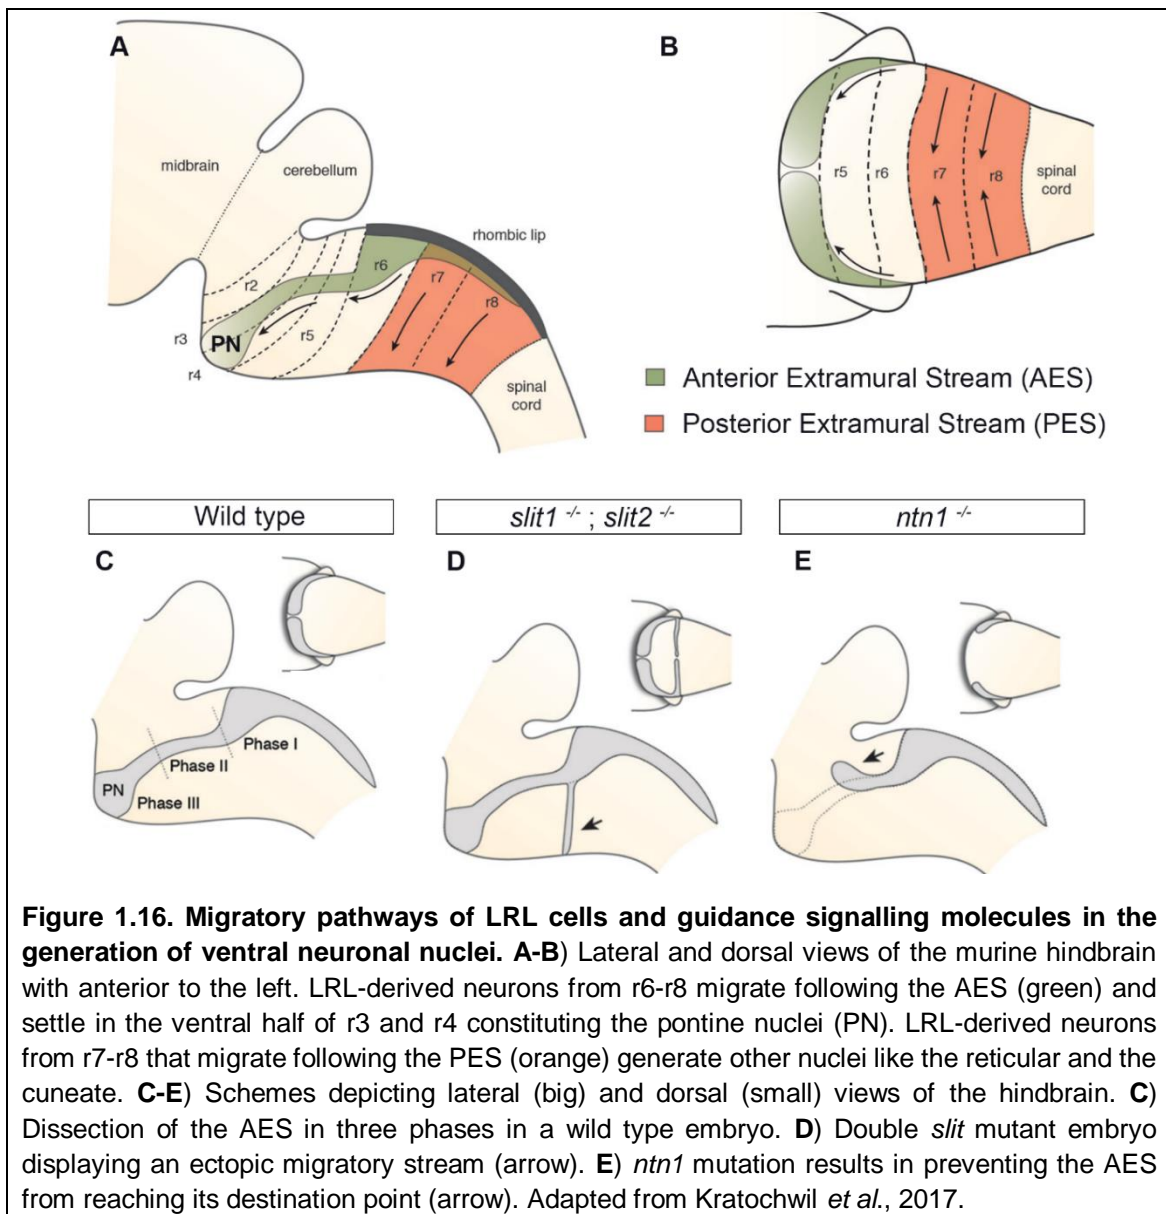 A
B
midbrain
cerebellum
rhombic lip
r2
r3
r4
r5
r6
r7
r8
PN
spinal
cord
r5
r6
r7
r8
spinal
cord
Anterior Extramural Stream (AES)
Posterior Extramural Stream (PES)
Wild type
slit1 -/- ; slit2 -/-
ntn1 -/-
C
D
E
Phase I
Phase II
PN
Phase III
Figure 1.16. Migratory pathways of LRL cells and guidance signalling molecules in the
generation of ventral neuronal nuclei. A-B) Lateral and dorsal views of the murine hindbrain
with anterior to the left. LRL-derived neurons from r6-r8 migrate following the AES (green) and
settle in the ventral half of r3 and r4 constituting the pontine nuclei (PN). LRL-derived neurons
from r7-r8 that migrate following the PES (orange) generate other nuclei like the reticular and the
cuneate. C-E) Schemes depicting lateral (big) and dorsal (small) views of the hindbrain. C)
Dissection of the AES in three phases in a wild type embryo. D) Double slit mutant embryo
displaying an ectopic migratory stream (arrow). E) ntn1 mutation results in preventing the AES
from reaching its destination point (arrow). Adapted from Kratochwil et al., 2017.